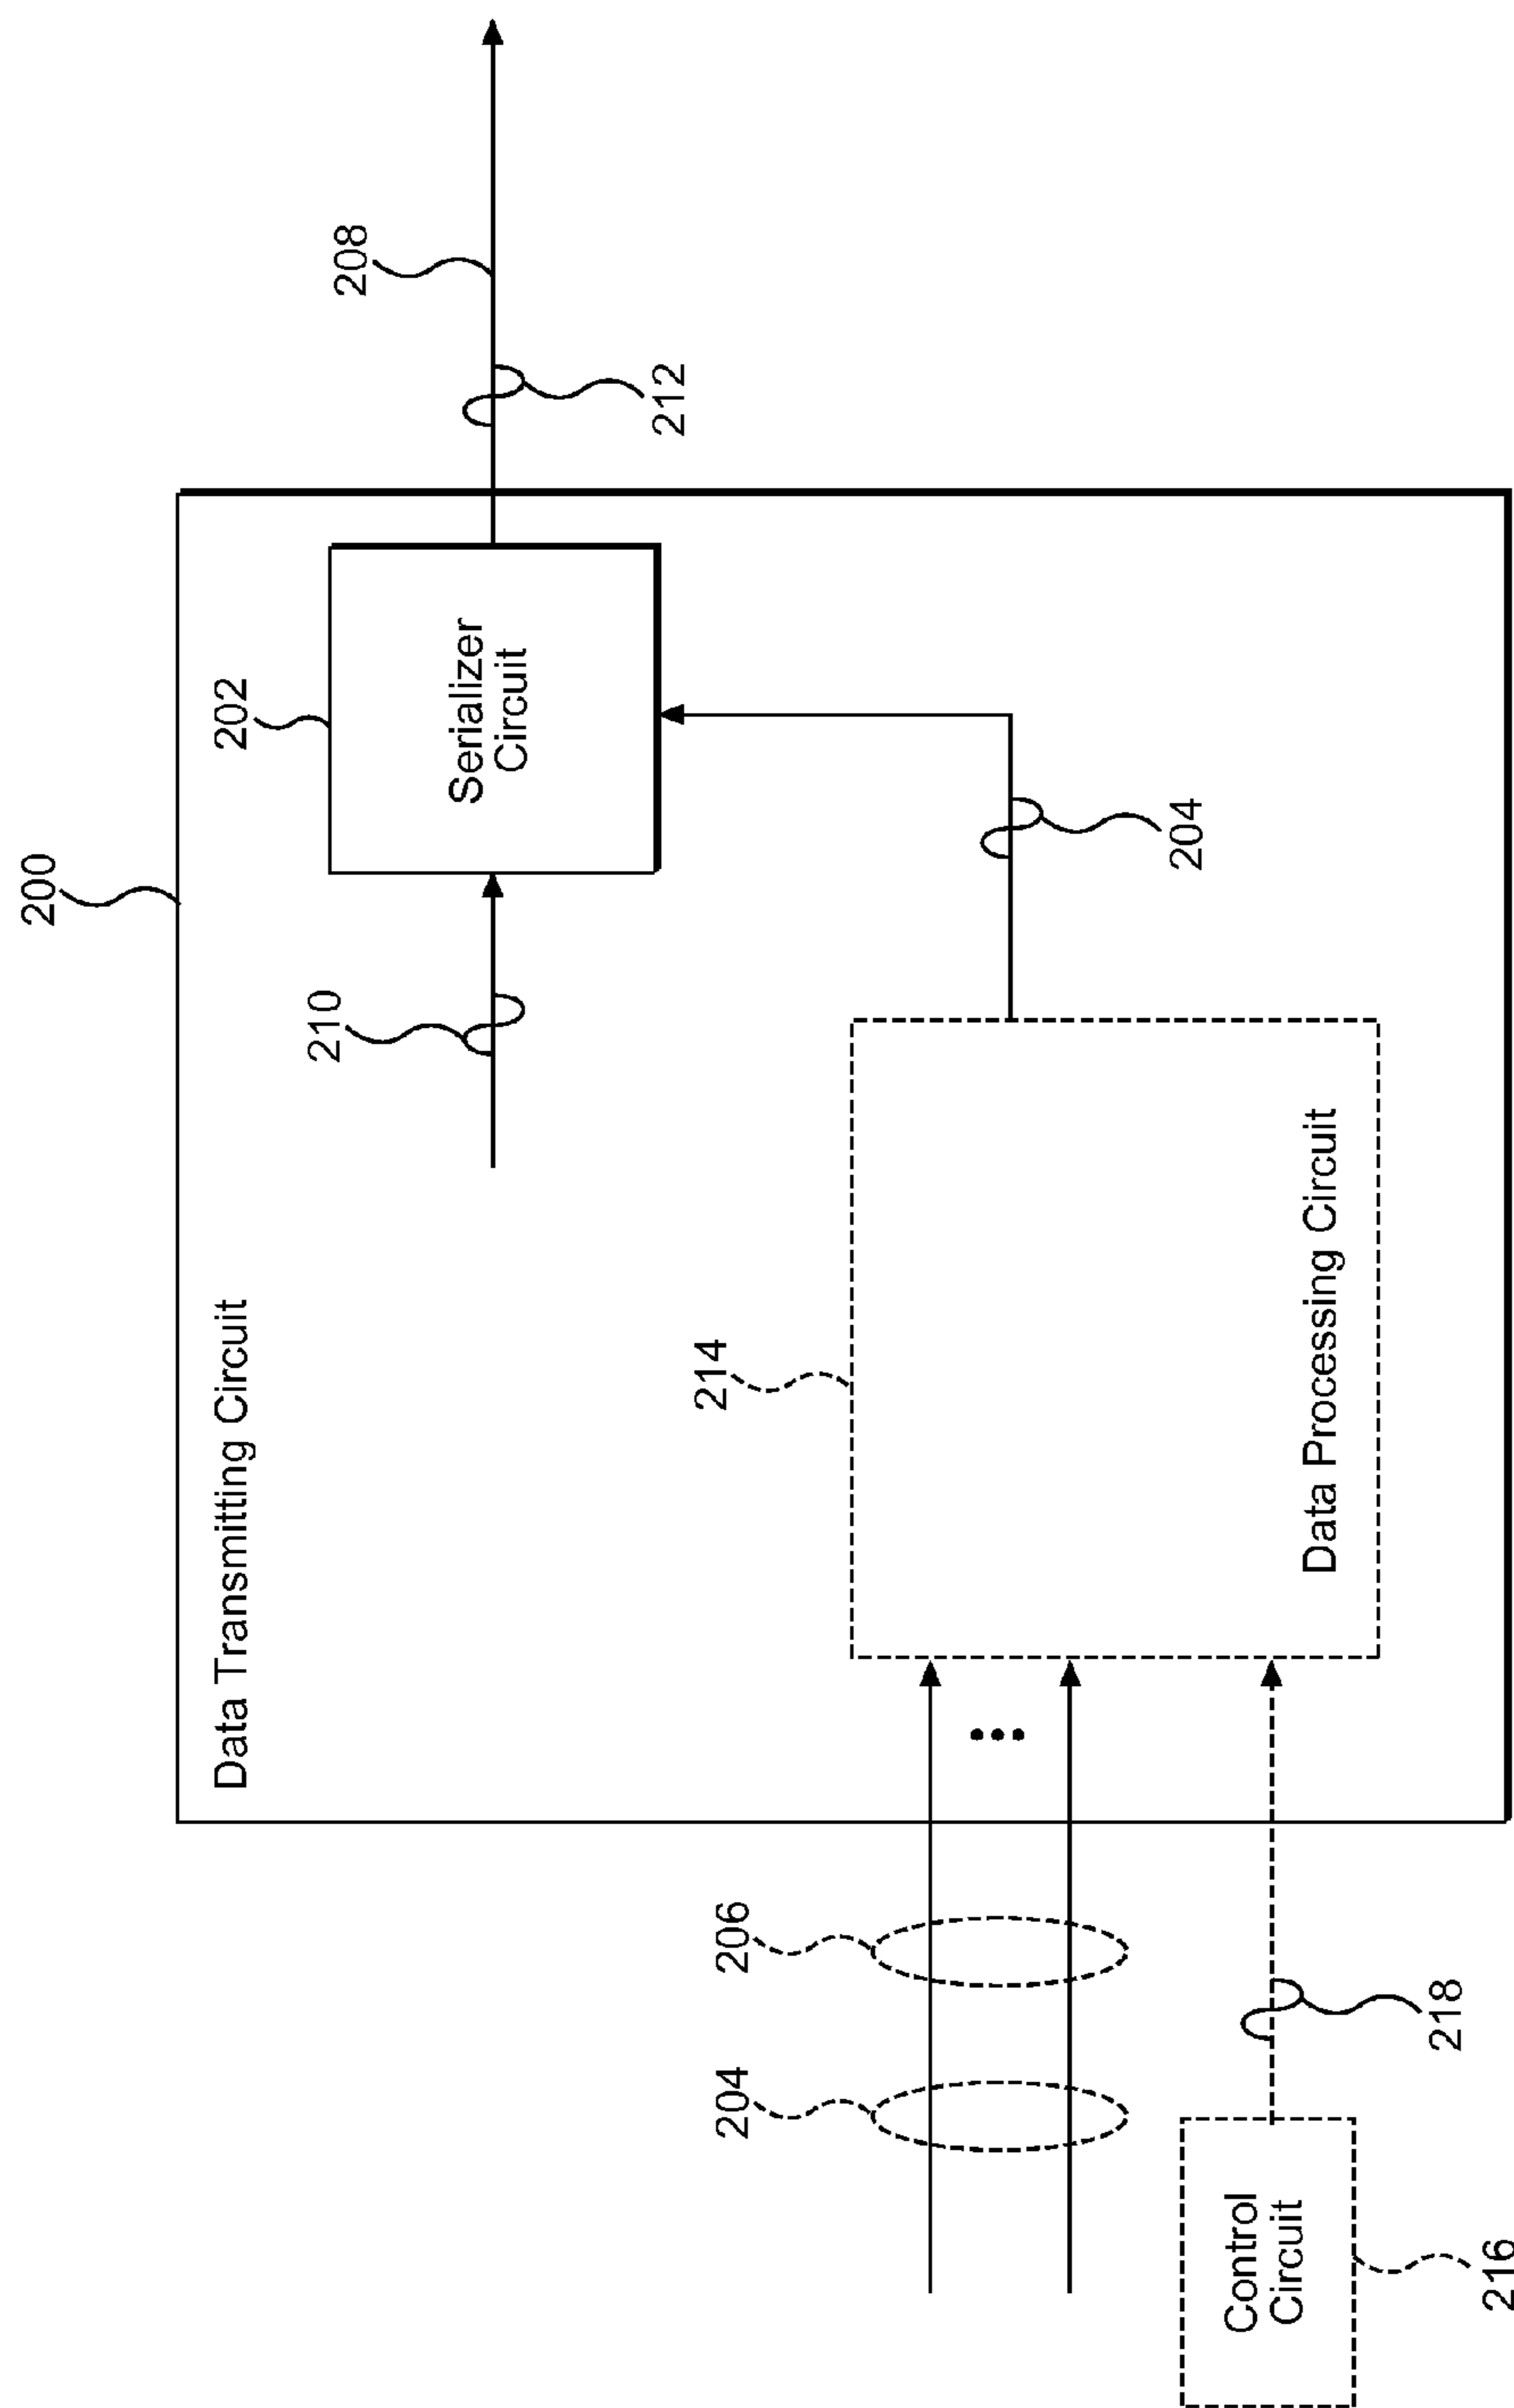 200
Data Transmitting Circuit
202
210
208
Serializer
Circuit
212
214
206
204
204
Data Processing Circuit
Control
Circuit
218
216